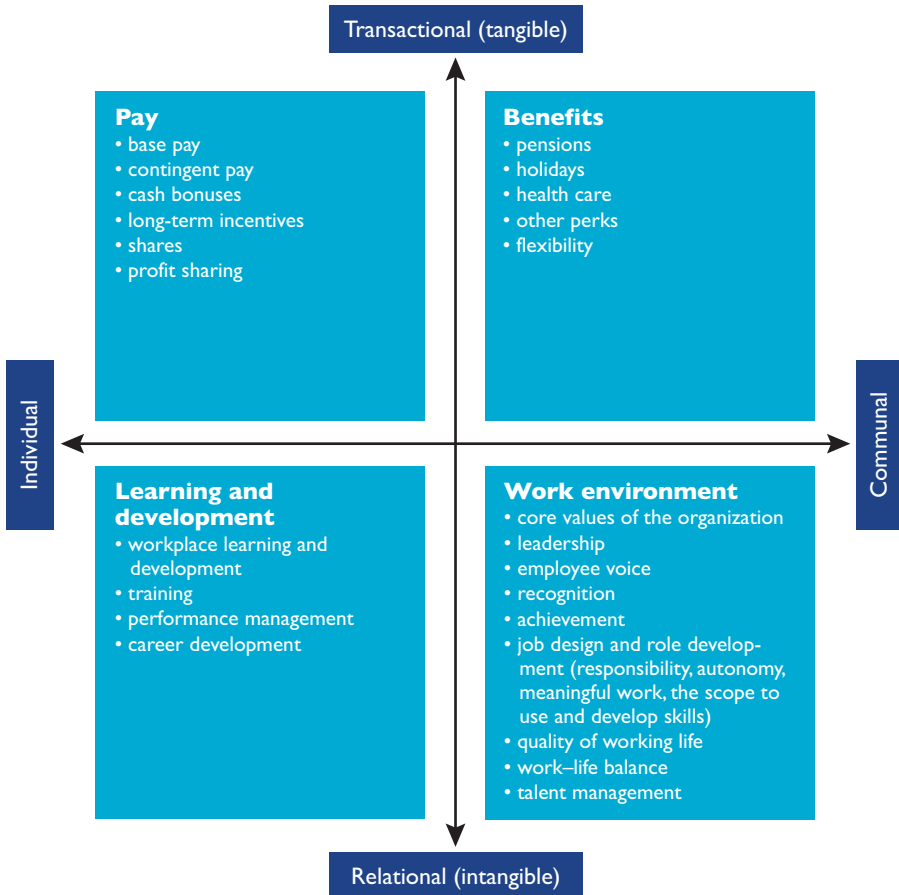 Transactional (tangible)
Pay
• base pay
• contingent pay
• cash bonuses
• long-term incentives
• shares
• profit sharing
Benefits
• pensions
• holidays
• health care
• other perks
• flexibility
Individual
Communal
Learning and
development
• workplace learning and
development
• training
• performance management
• career development
Work environment
• core values of the organization
• leadership
• employee voice
• recognition
• achievement
• job design and role develop-
ment (responsibility, autonomy,
meaningful work, the scope to
use and develop skills)
• quality of working life
• work–life balance
• talent management
Relational (intangible)